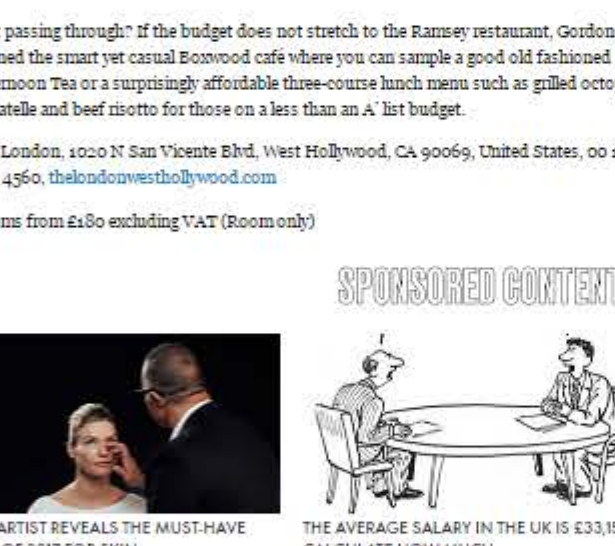 passing through? If the budget does not stretch to the Ramsey restaurant, Gordon
ned the smart yet casual Boxwood café where you can sample a good old fashioned
rnoon Tea or a surprisingly affordable three-course lunch menu such as grilled octo
atelle and beef risotto for those on a less than an A' list budget.
London, 1020 N San Vicente Blvd, West Hollywood, CA 90069, United States, 00 1
4560, thelondonwesthollywood.com
ms from £180 excluding VAT (Room only)
SPONSORED CONTENT
ARTIST REVEALS THE MUST-HAVE
THE AVERAGE SALARY IN THE UK IS £33,15